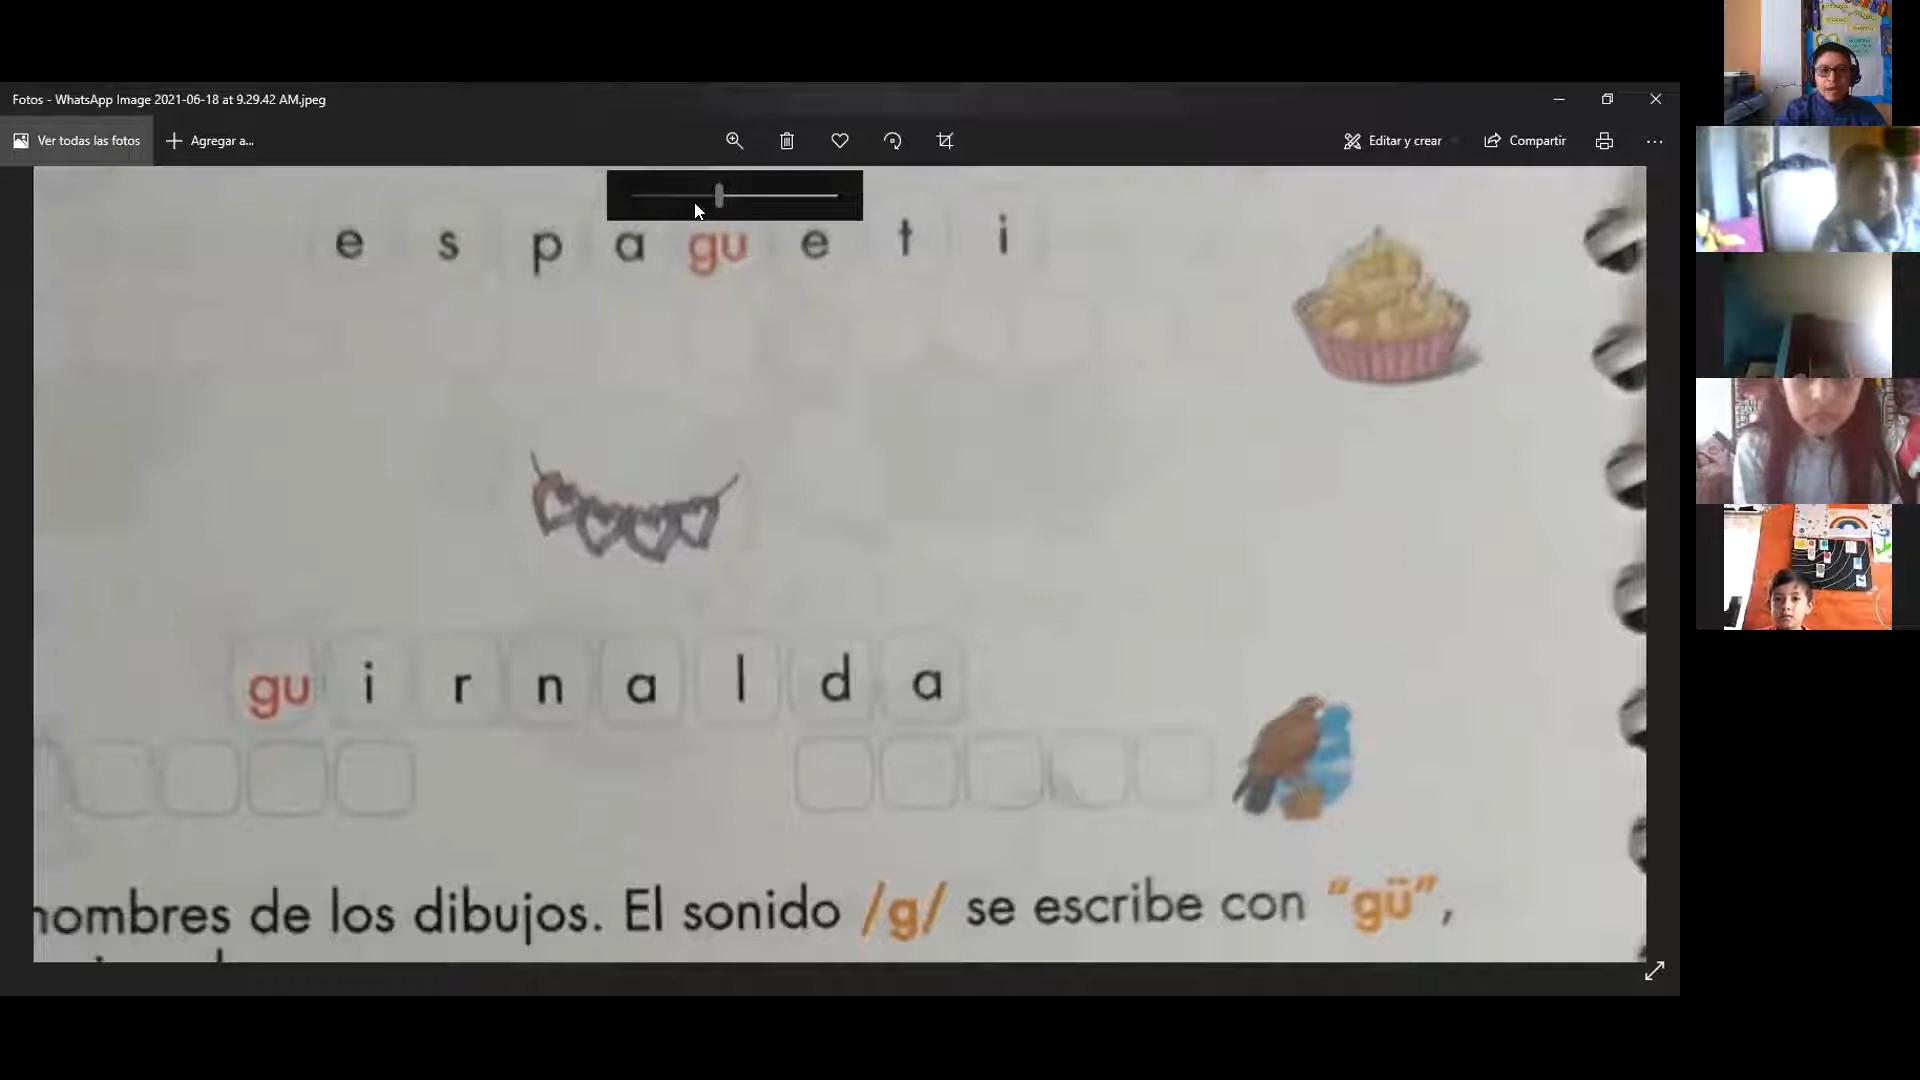 Fotos - WhatsApp Image 2021-06-18 at 9.29.42 AM.jpeg
Ver todas las fotos
Agregar a...
Editar y crear
Compartir
e s p a gu e t i
gu i r n a l d a
nombres de los dibujos. El sonido /g/ se escribe con “gü”,